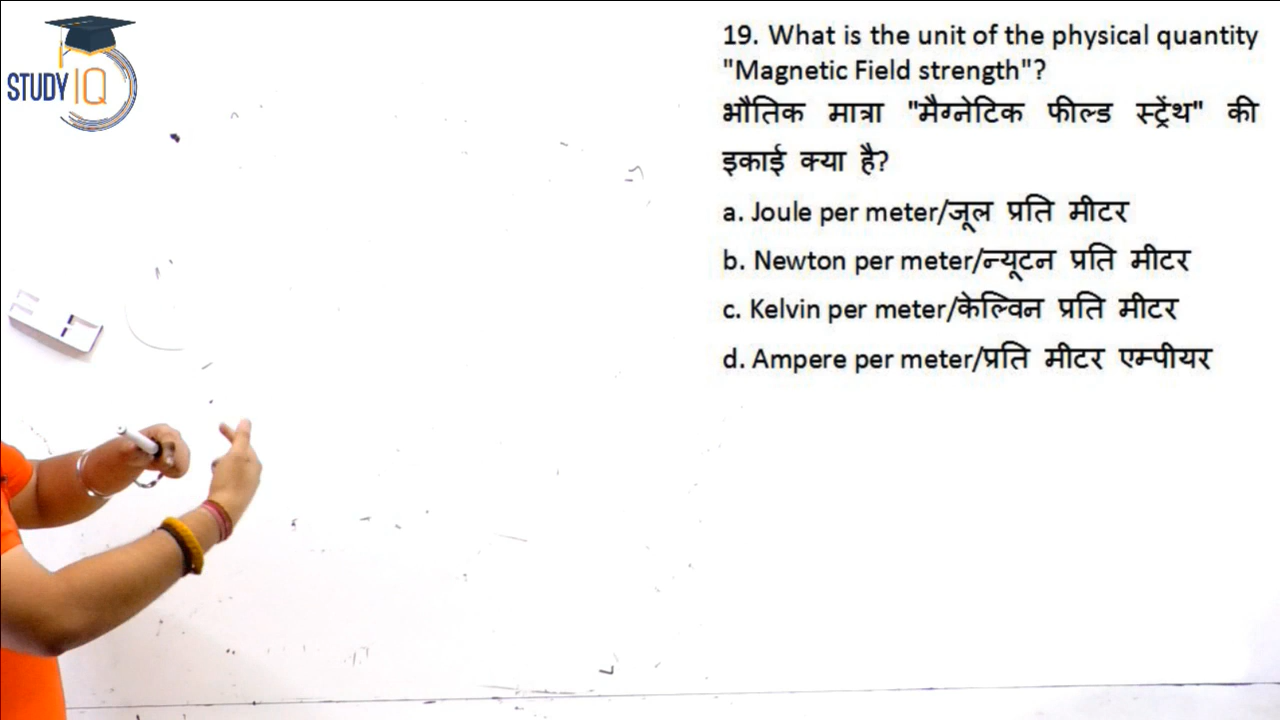 STUDY IQ
19. What is the unit of the physical quantity
"Magnetic Field strength"?
भौतिक मात्रा "मैग्नेटिक फील्ड स्ट्रेंथ" की
इकाई क्या है?
a. Joule per meter/जूल प्रति मीटर
b. Newton per meter/न्यूटन प्रति मीटर
c. Kelvin per meter/केल्विन प्रति मीटर
d. Ampere per meter/प्रति मीटर एम्पीयर